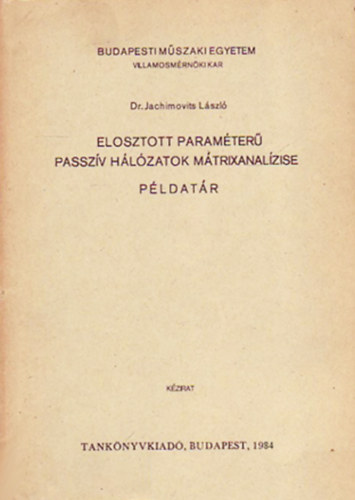 BUDAPESTI MŰSZAKI EGYETEM
VILLAMOSMÉRNÖKI KAR
Dr. Jachimovits László
ELOSZTOTT PARAMÉTERŰ
PASSZÍV HÁLÓZATOK MÁTRIXANALÍZISE
PÉLDATÁR
KÉZIRAT
TANKÖNYVKIADÓ, BUDAPEST, 1984